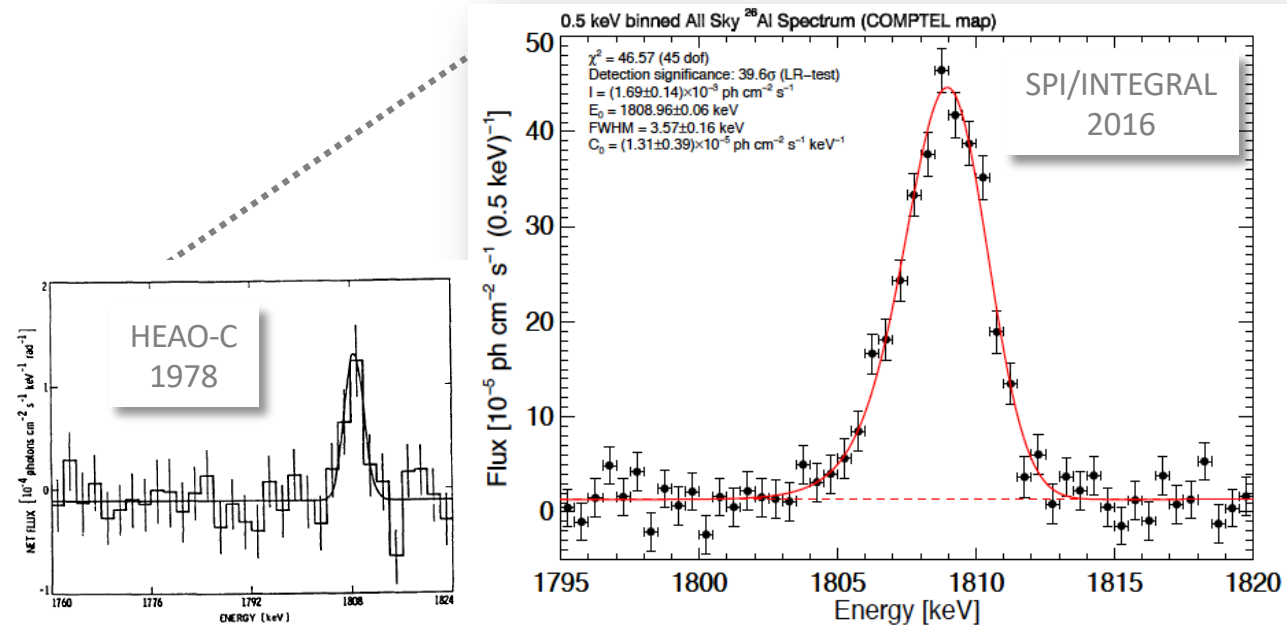 0.5 keV binned All Sky ²⁶Al Spectrum (COMPTEL map)
50
40
30
20
10
0
Flux [10⁻⁵ ph cm⁻² s⁻¹ (0.5 keV)⁻¹]
χ² = 46.57 (45 dof)
Detection significance: 39.6σ (LR−test)
I = (1.69±0.14)×10⁻³ ph cm⁻² s⁻¹
E₀ = 1808.96±0.06 keV
FWHM = 3.57±0.16 keV
C₀ = (1.31±0.39)×10⁻⁵ ph cm⁻² s⁻¹ keV⁻¹
SPI/INTEGRAL
2016
1795 1800 1805 1810 1815 1820
Energy [keV]
HEAO-C
1978
2
1
0
-1
NET FLUX [10⁻⁴ photons cm⁻² s⁻¹ keV⁻¹ rad⁻¹]
1760 1776 1792 1808 1824
ENERGY [keV]